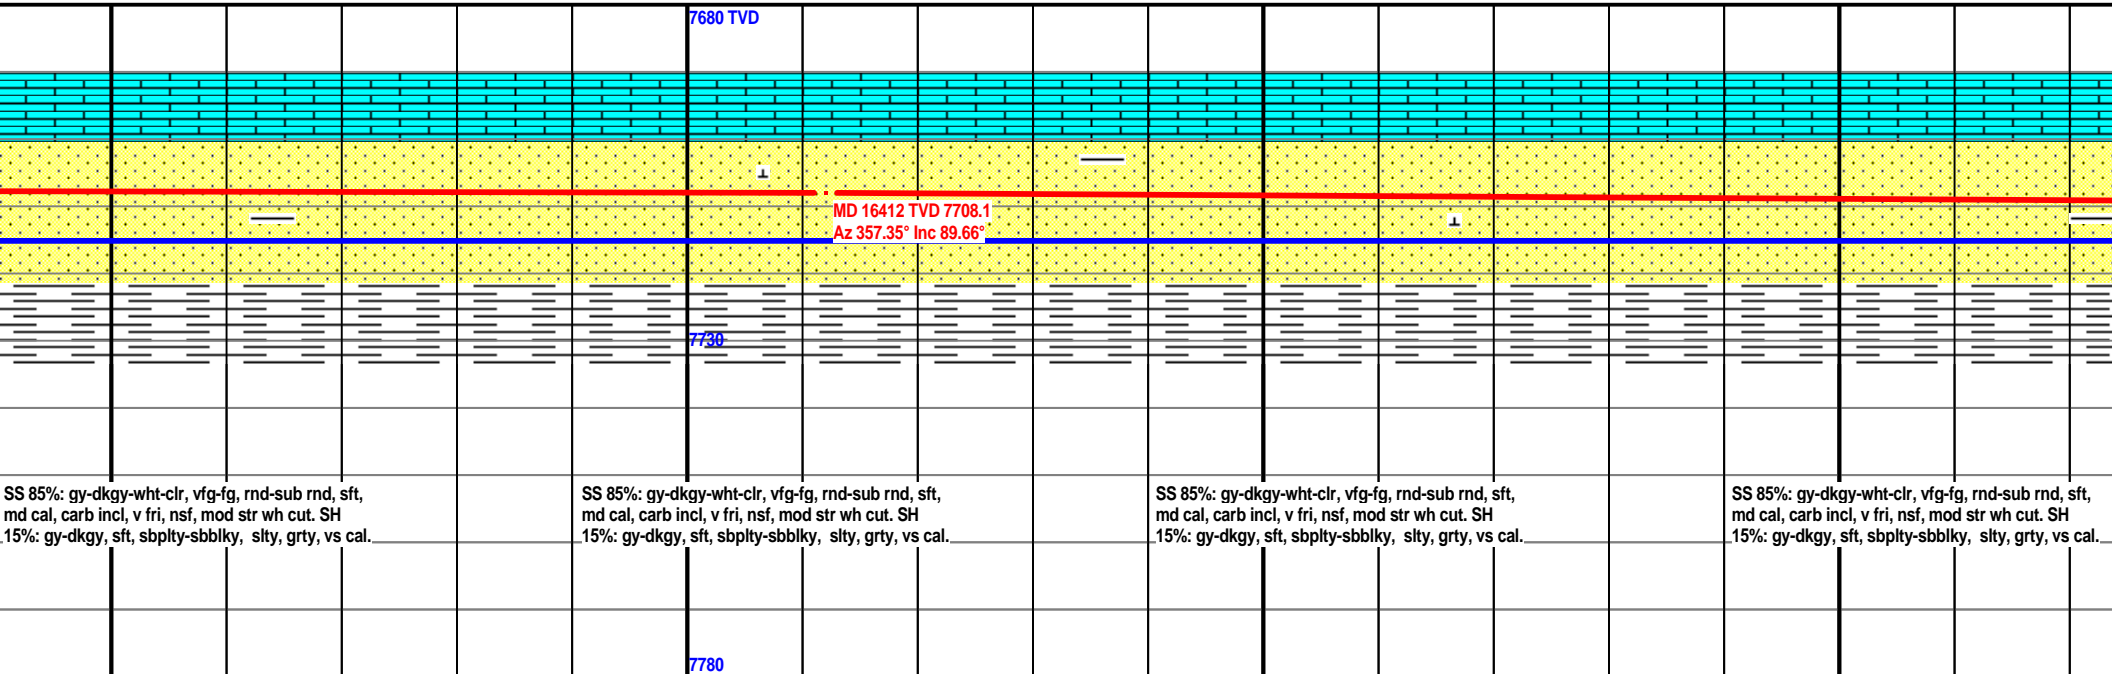 7680 TVD
MD 16412 TVD 7708.1
Az 357.35° Inc 89.66°
7730
SS 85%: gy-dkgy-wht-clr, vfg-fg, rnd-sub rnd, sft,
md cal, carb incl, v fri, nsf, mod str wh cut. SH
15%: gy-dkgy, sft, sbplty-sbblky, slty, grty, vs cal.
SS 85%: gy-dkgy-wht-clr, vfg-fg, rnd-sub rnd, sft,
md cal, carb incl, v fri, nsf, mod str wh cut. SH
15%: gy-dkgy, sft, sbplty-sbblky, slty, grty, vs cal.
SS 85%: gy-dkgy-wht-clr, vfg-fg, rnd-sub rnd, sft,
md cal, carb incl, v fri, nsf, mod str wh cut. SH
15%: gy-dkgy, sft, sbplty-sbblky, slty, grty, vs cal.
SS 85%: gy-dkgy-wht-clr, vfg-fg, rnd-sub rnd, sft,
md cal, carb incl, v fri, nsf, mod str wh cut. SH
15%: gy-dkgy, sft, sbplty-sbblky, slty, grty, vs cal.
7780